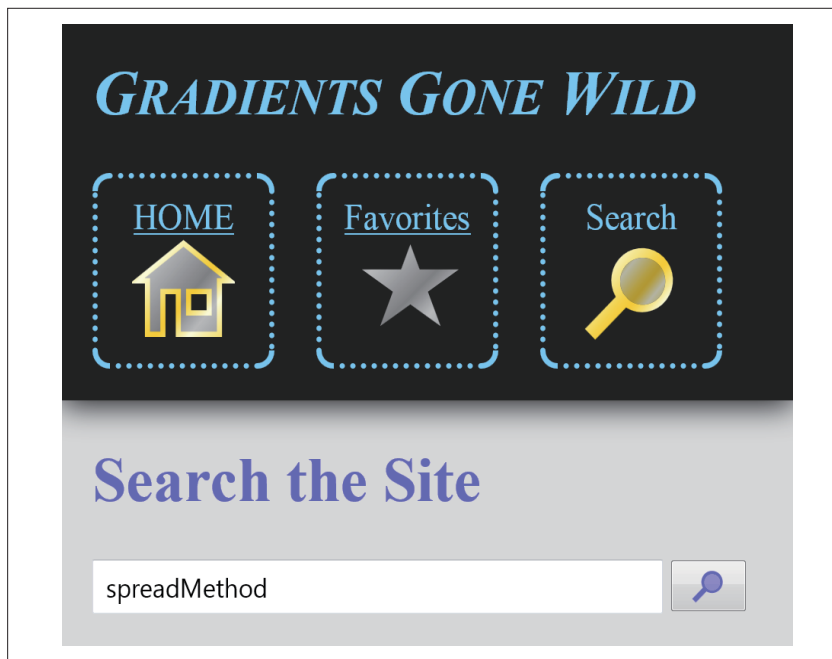 GRADIENTS GONE WILD
HOME Favorites Search
Search the Site
spreadMethod